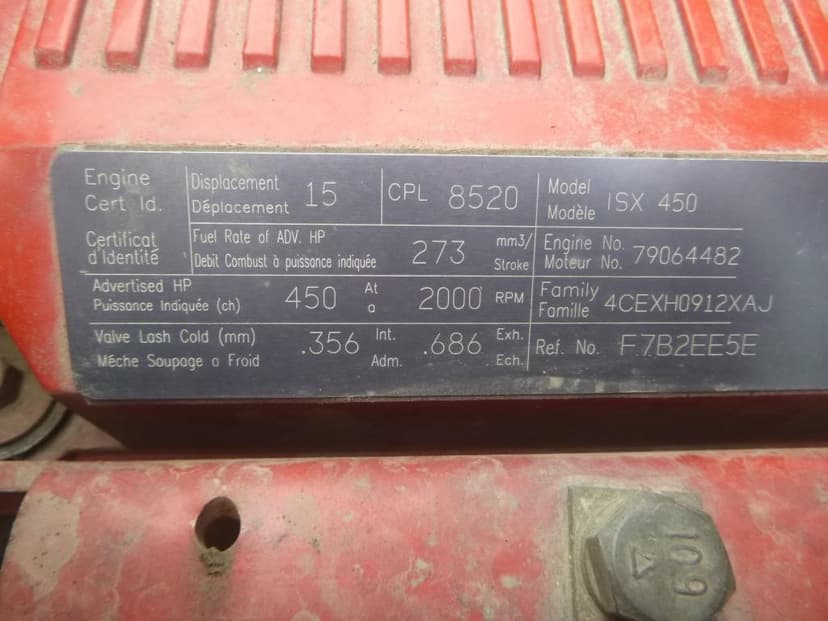 Engine Cert Id. Displacement Déplacement 15 CPL 8520 Model Modèle ISX 450
Certificat d'Identité Fuel Rate of ADV. HP Debit Combust à puissance indiquée 273 mm3/ Stroke Engine No. Moteur No. 79064482
Advertised HP Puissance Indiquée (ch) 450 At a 2000 RPM Family Famille 4CEXH0912XAJ
Valve Lash Cold (mm) Mêche Soupage a Froid .356 Int. Adm. .686 Exh. Ech. Ref. No. F7B2EE5E
109